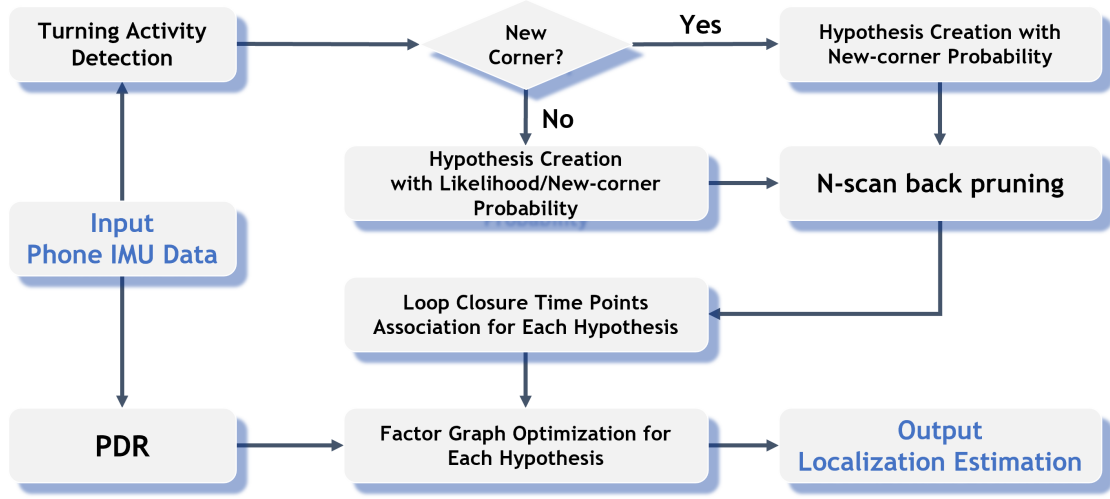 Turning Activity
Detection
New
Corner?
Yes
Hypothesis Creation with
New-corner Probability
No
Hypothesis Creation
with Likelihood/New-corner
Probability
N-scan back pruning
Input
Phone IMU Data
Loop Closure Time Points
Association for Each Hypothesis
PDR
Factor Graph Optimization for
Each Hypothesis
Output
Localization Estimation